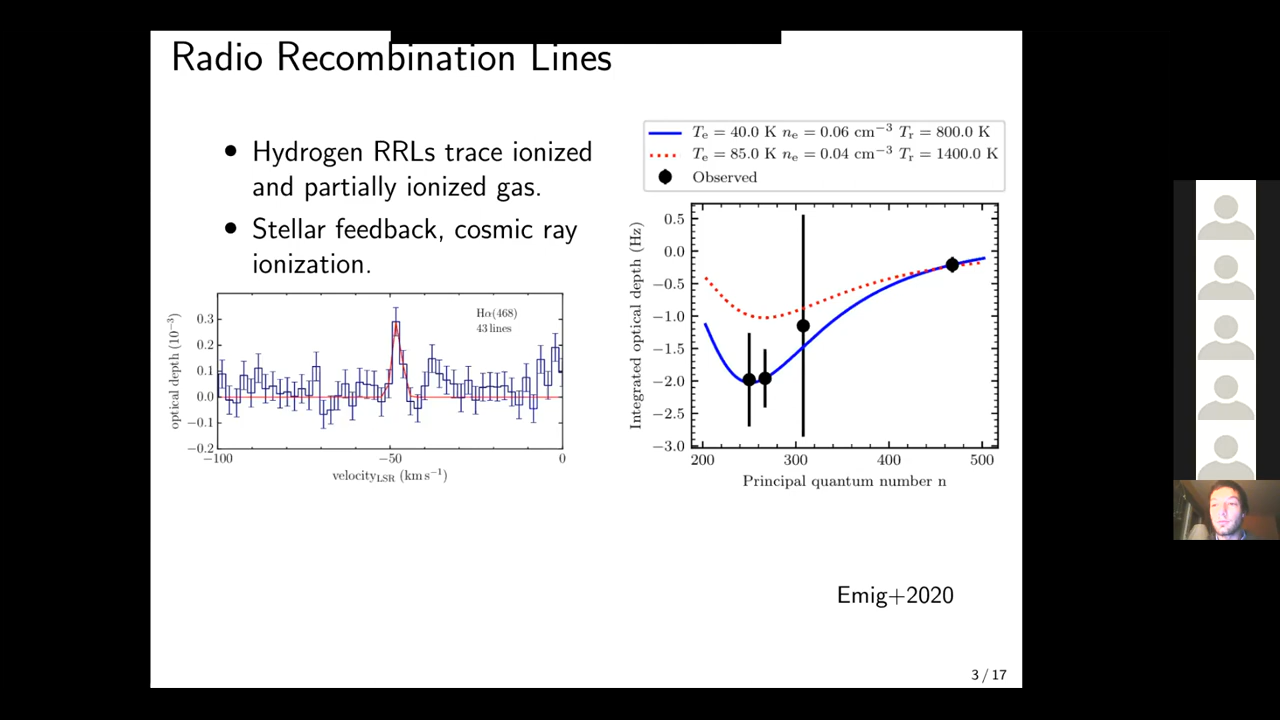 Radio Recombination Lines
• Hydrogen RRLs trace ionized
and partially ionized gas.
• Stellar feedback, cosmic ray
ionization.
Hα(468)
43 lines
optical depth (10⁻³)
0.3
0.2
0.1
0.0
−0.1
−0.2
−100
−50
0
velocity_LSR (km s⁻¹)
T_e = 40.0 K n_e = 0.06 cm⁻³ T_r = 800.0 K
T_e = 85.0 K n_e = 0.04 cm⁻³ T_r = 1400.0 K
Observed
Integrated optical depth (Hz)
0.5
0.0
−0.5
−1.0
−1.5
−2.0
−2.5
−3.0
200
300
400
500
Principal quantum number n
Emig+2020
3 / 17